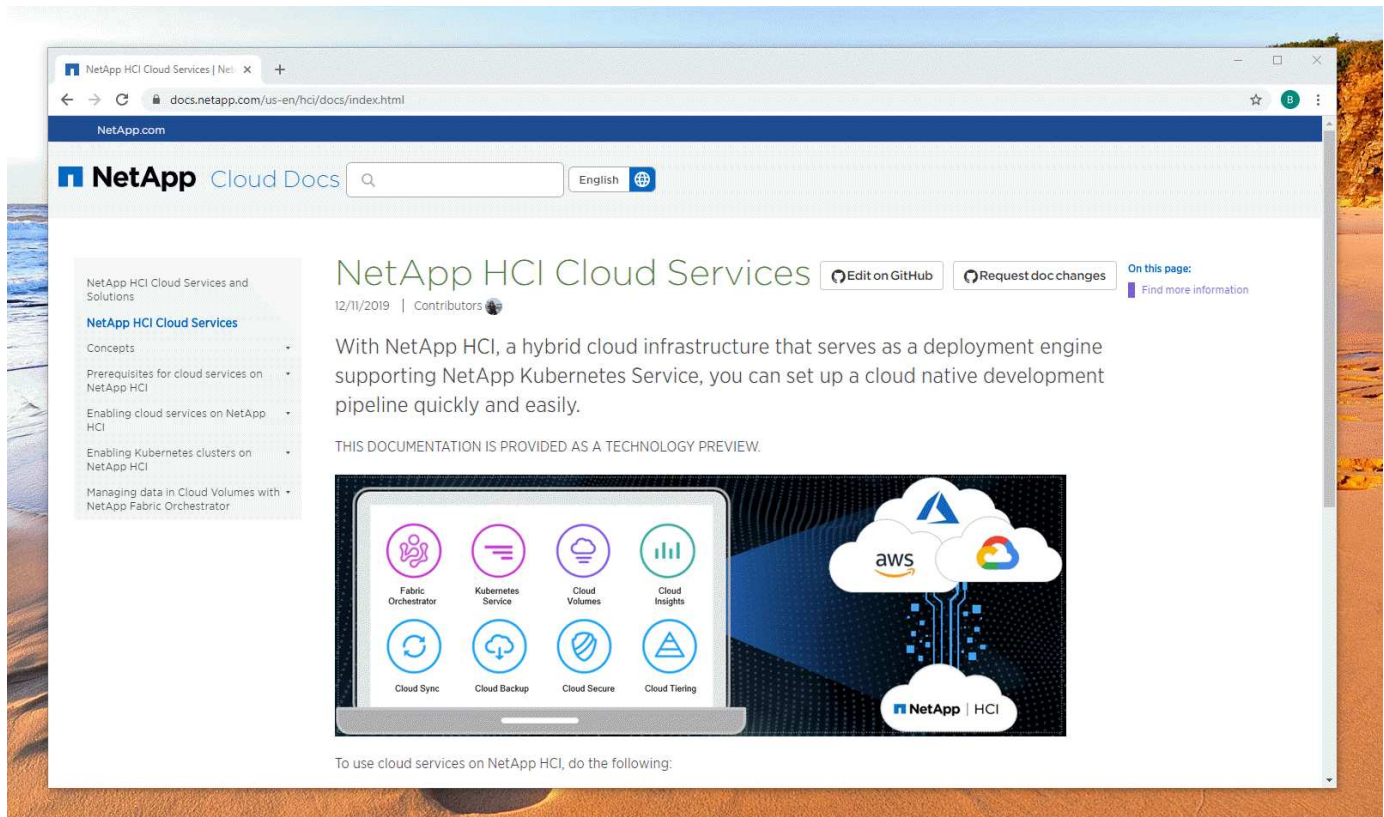 NetApp HCI Cloud Services | Net
docs.netapp.com/us-en/hci/docs/index.html
B
NetApp.com
NetApp Cloud Docs
English
NetApp HCI Cloud Services and
Solutions
NetApp HCI Cloud Services
Concepts
Prerequisites for cloud services on
NetApp HCI
Enabling cloud services on NetApp
HCI
Enabling Kubernetes clusters on
NetApp HCI
Managing data in Cloud Volumes with
NetApp Fabric Orchestrator
NetApp HCI Cloud Services
Edit on GitHub
Request doc changes
12/11/2019 | Contributors
On this page:
Find more information
With NetApp HCI, a hybrid cloud infrastructure that serves as a deployment engine
supporting NetApp Kubernetes Service, you can set up a cloud native development
pipeline quickly and easily.
THIS DOCUMENTATION IS PROVIDED AS A TECHNOLOGY PREVIEW.
Fabric
Orchestrator
Kubernetes
Service
Cloud
Volumes
Cloud
Insights
Cloud Sync
Cloud Backup
Cloud Secure
Cloud Tiering
aws
NetApp | HCI
To use cloud services on NetApp HCI, do the following: